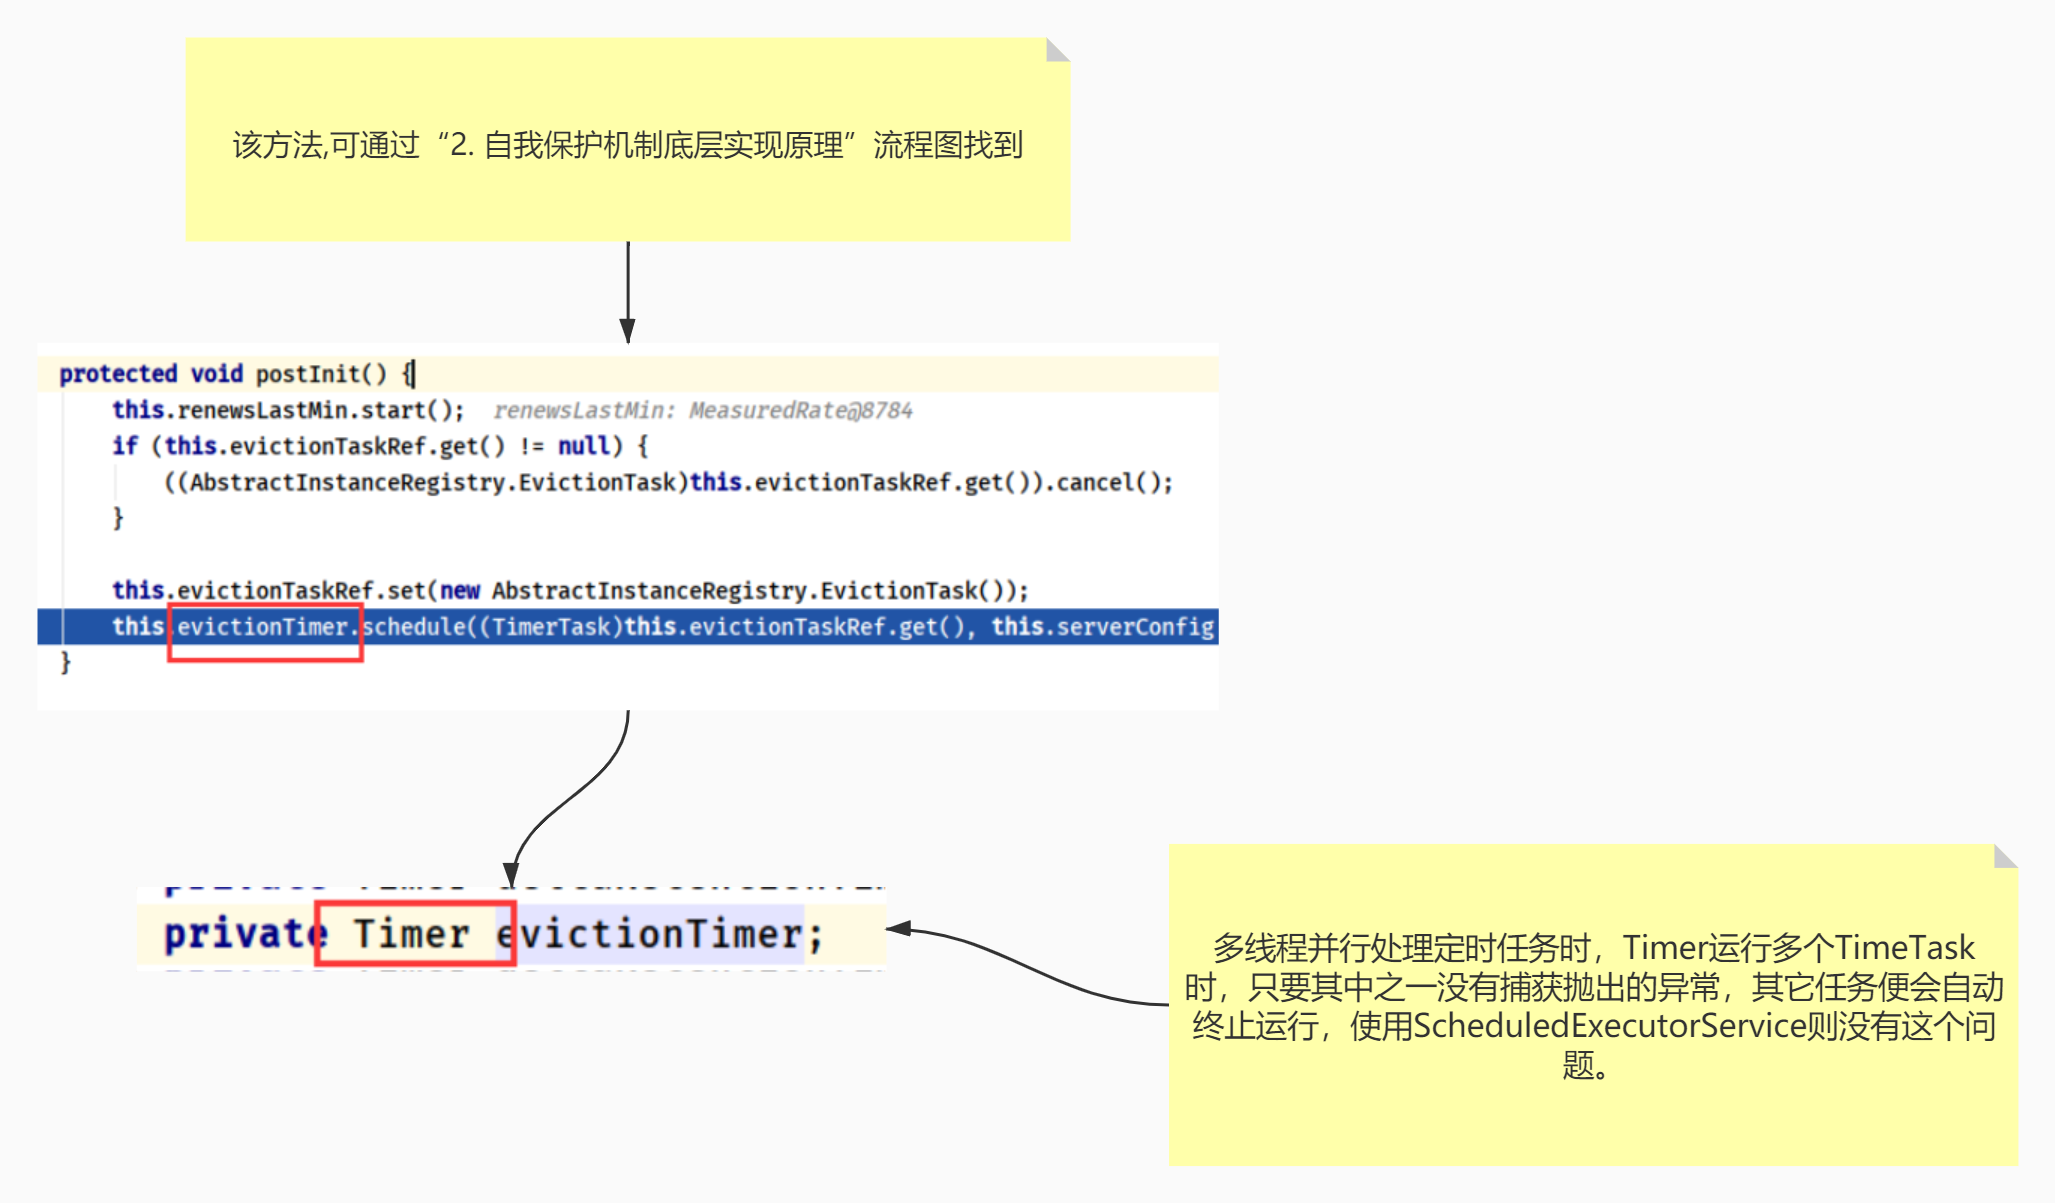 该方法,可通过“2. 自我保护机制底层实现原理”流程图找到
protected void postInit() {
this.renewsLastMin.start(); renewsLastMin: MeasuredRate@8784
if (this.evictionTaskRef.get() != null) {
((AbstractInstanceRegistry.EvictionTask)this.evictionTaskRef.get()).cancel();
}
this.evictionTaskRef.set(new AbstractInstanceRegistry.EvictionTask());
this.evictionTimer.schedule((TimerTask)this.evictionTaskRef.get(), this.serverConfig
}
private Timer evictionTimer;
多线程并行处理定时任务时，Timer运行多个TimeTask
时，只要其中之一没有捕获抛出的异常，其它任务便会自动
终止运行，使用ScheduledExecutorService则没有这个问
题。